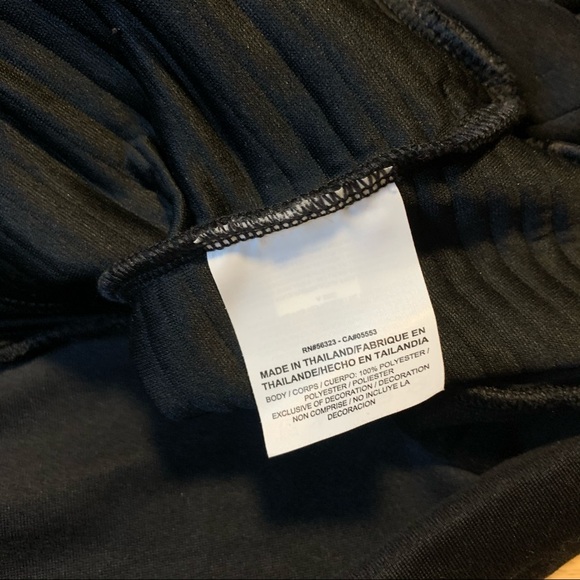 RN#56323 - CA#05553
MADE IN THAILAND/FABRIQUE EN
THAILANDE/HECHO EN TAILANDIA
BODY / CORPS / CUERPO: 100% POLYESTER /
POLYESTER / POLIESTER
EXCLUSIVE OF DECORATION / DECORATION
NON COMPRISE / NO INCLUYE LA
DECORACION